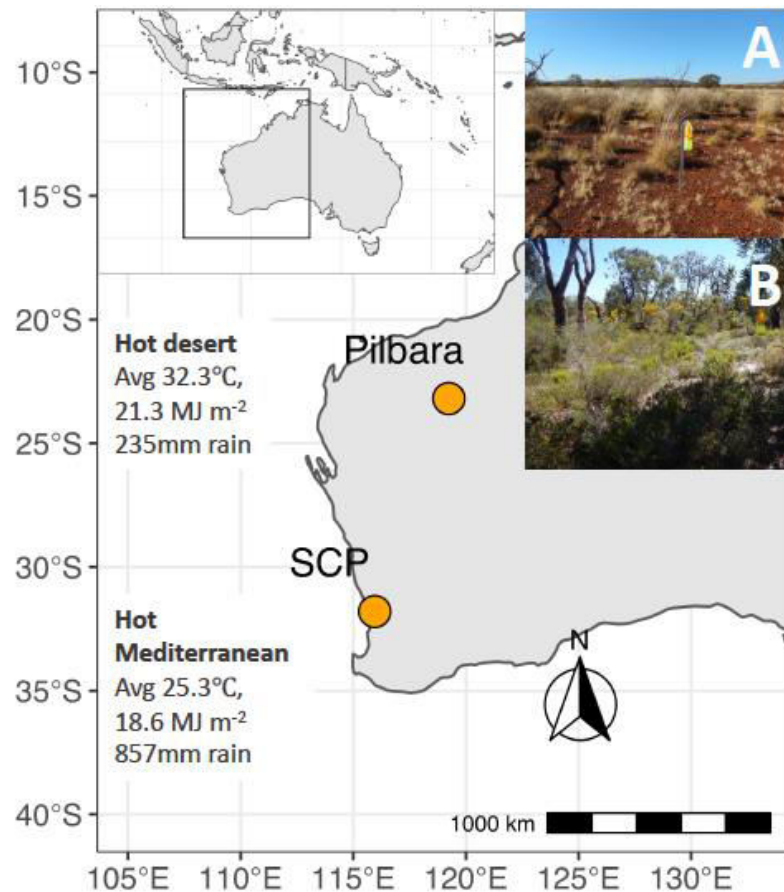 A
B
10°S
15°S
20°S
25°S
30°S
35°S
40°S
Hot desert
Avg 32.3°C,
21.3 MJ m⁻²
235mm rain
Pilbara
SCP
Hot
Mediterranean
Avg 25.3°C,
18.6 MJ m⁻²
857mm rain
N
1000 km
105°E 110°E 115°E 120°E 125°E 130°E